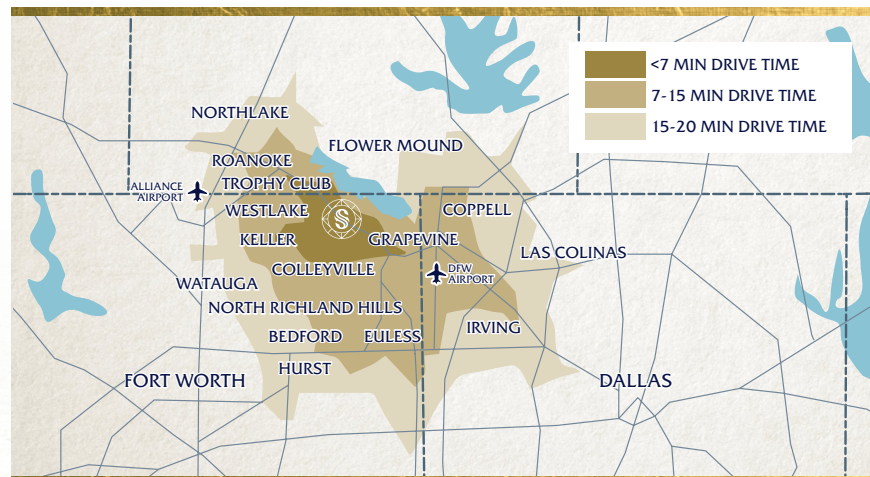 <7 MIN DRIVE TIME
7-15 MIN DRIVE TIME
15-20 MIN DRIVE TIME
NORTHLAKE
FLOWER MOUND
ROANOKE
TROPHY CLUB
ALLIANCE
AIRPORT
WESTLAKE
COPPELL
KELLER
GRAPEVINE
LAS COLINAS
COLLEYVILLE
DFW
AIRPORT
WATAUGA
NORTH RICHLAND HILLS
BEDFORD
EULESS
IRVING
HURST
FORT WORTH
DALLAS